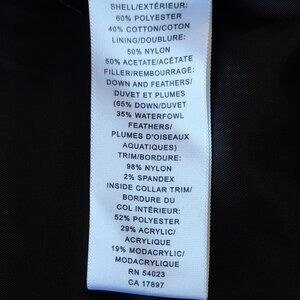 SHELL/EXTÉRIEUR:
60% POLYESTER
40% COTTON/COTON
LINING/DOUBLURE:
50% NYLON
50% ACETATE/ACÉTATE
FILLER/REMBOURRAGE:
DOWN AND FEATHERS/
DUVET ET PLUMES
(65% DOWN/DUVET
35% WATERFOWL
FEATHERS/
PLUMES D'OISEAUX
AQUATIQUES)
TRIM/BORDURE:
98% NYLON
2% SPANDEX
INSIDE COLLAR TRIM/
BORDURE DU
COL INTÉRIEUR:
52% POLYESTER
29% ACRYLIC/
ACRYLIQUE
19% MODACRYLIC/
MODACRYLIQUE
RN 54023
CA 17897